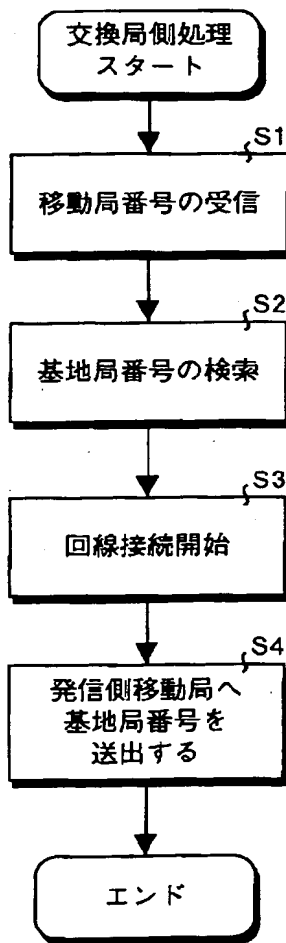 交換局側処理
スタート
S1
移動局番号の受信
S2
基地局番号の検索
S3
回線接続開始
S4
発信側移動局へ
基地局番号を
送出する
エンド